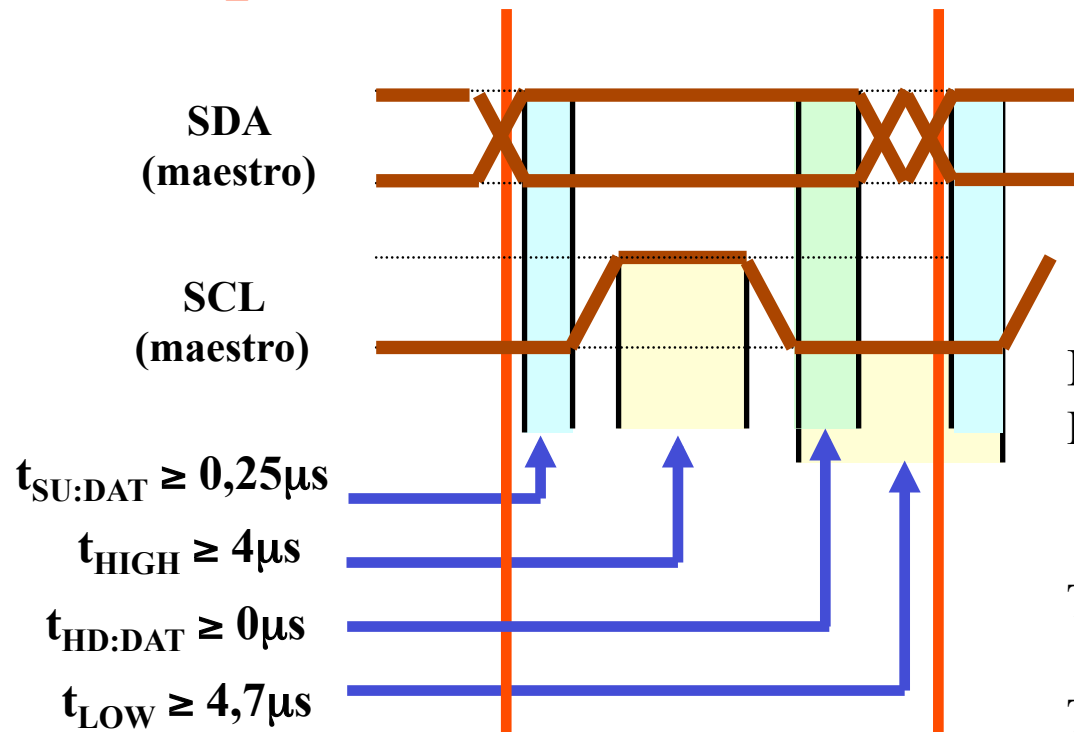 SDA
(maestro)
SCL
(maestro)
tSU:DAT ≥ 0,25μs
tHIGH ≥ 4μs
tHD:DAT ≥ 0μs
tLOW ≥ 4,7μs